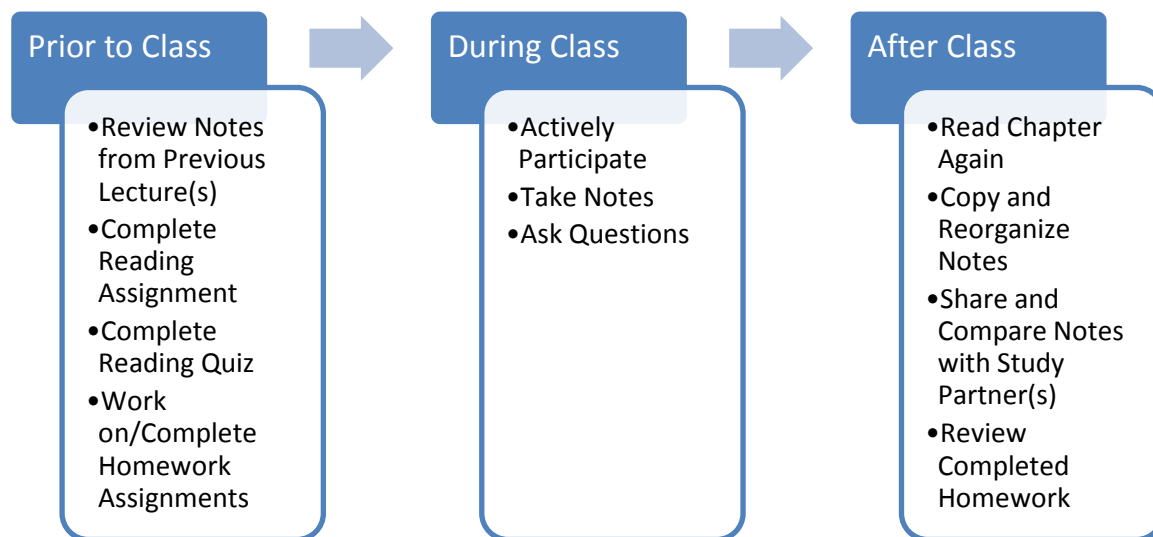 Prior to Class
•Review Notes
from Previous
Lecture(s)
•Complete
Reading
Assignment
•Complete
Reading Quiz
•Work
on/Complete
Homework
Assignments
During Class
•Actively
Participate
•Take Notes
•Ask Questions
After Class
•Read Chapter
Again
•Copy and
Reorganize
Notes
•Share and
Compare Notes
with Study
Partner(s)
•Review
Completed
Homework